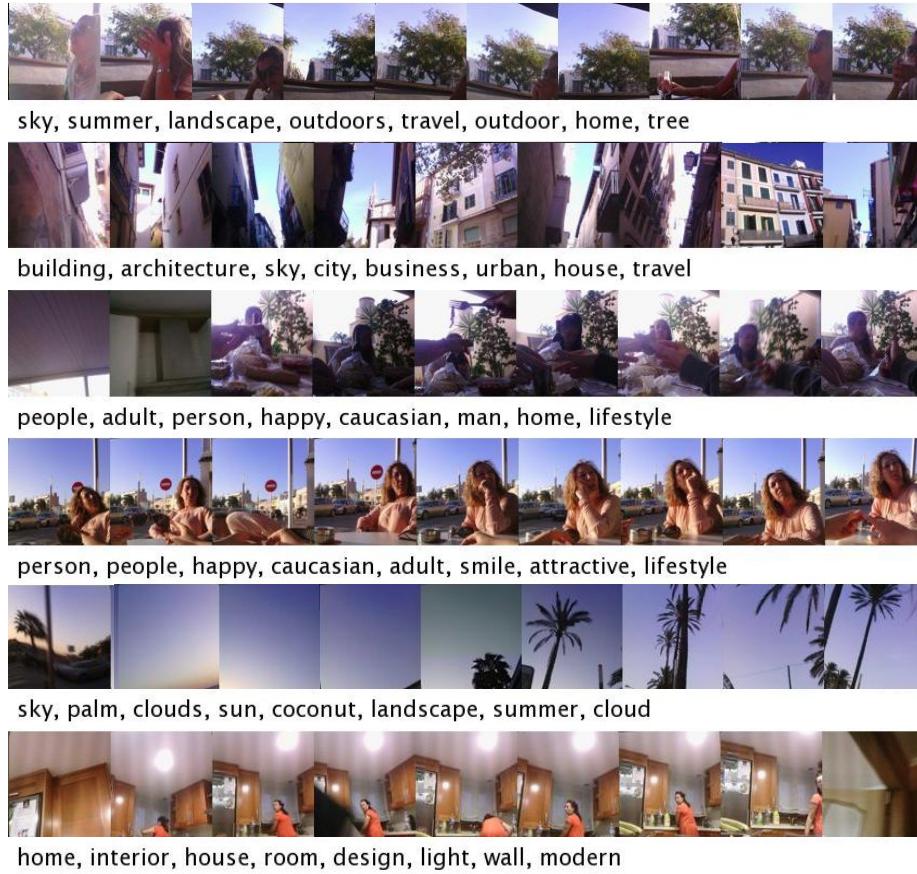 sky, summer, landscape, outdoors, travel, outdoor, home, tree
building, architecture, sky, city, business, urban, house, travel
people, adult, person, happy, caucasian, man, home, lifestyle
person, people, happy, caucasian, adult, smile, attractive, lifestyle
sky, palm, clouds, sun, coconut, landscape, summer, cloud
home, interior, house, room, design, light, wall, modern